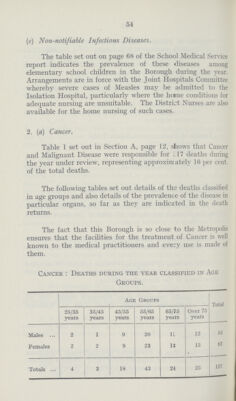 54
(c) Non-notifiable Infectious Diseases.
The table set out on page 68 of the School Medical Service
report indicates the prevalence of these diseases among
elementary school children in the Borough during the year.
Arrangements are in force with the Joint Hospitals Committee
whereby severe cases of Measles may be admitted to the
Isolation Hospital, particularly where the home conditions for
adequate nursing are unsuitable. The District Nurses are also
available for the home nursing of such cases.
2. (a) Cancer.
Table 1 set out in Section A, page 12, shows that Cancer
and Malignant Disease were responsible for 117 deaths during
the year under review, representing approximately 16 per cent.
of the total deaths.
The following tables set out details of the deaths classified
in age groups and also details of the prevalence of the disease in
particular organs, so far as they are indicated in the death
returns.
The fact that this Borough is so close to the Metropolis
ensures that the facilities for the treatment of Cancer is well
known to the medical practitioners and every use is made of
them.
CANCER : DEATHS DURING THE YEAR CLASSIFIED IN AGE
GROUPS.
AGE GROUPS Total
25/35 years 35/45 years 45/55 years 55/65 years 65/75 years Over 75 years
Males ... 2 1 9 20
Females 2 2 9 23
Totals ... 4 3 18 43 24